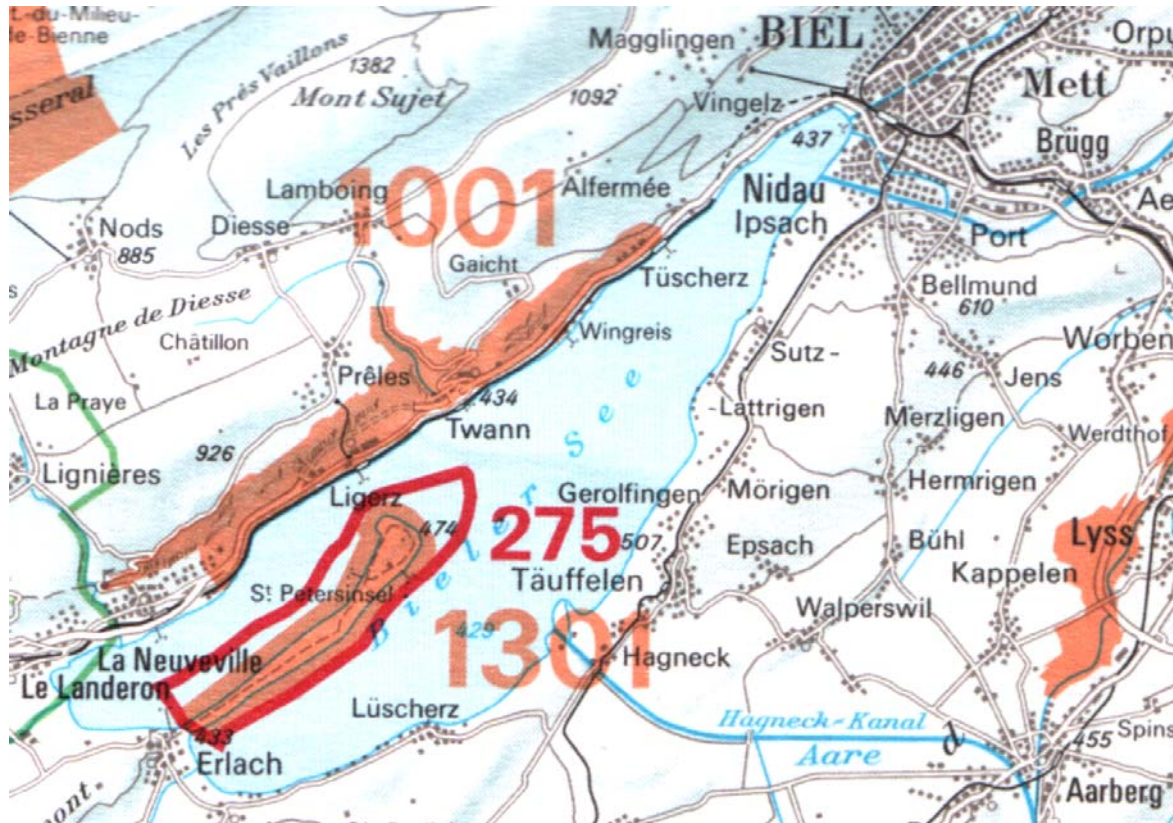 t.-du-Milieu-
de-Bienne
BIEL
Magglingen
Orpu
1382
Les Prés Vaillons
Mont Sujet
Mett
sseral
1092
Vingelz
Brügg
437
Lamboing
1001
Alfermée
Nidau
Ae
Nods
Diesse
Ipsach
Port
885
Gaicht
Tüscherz
Bellmund
610
Montagne de Diesse
Wingreis
Châtillon
Sutz-
Worben
Prêles
446
Jens
La Praye
434
-Lattrigen
Merzligen
Twann
Werdthof
926
Bieler See
Lignières
Ligerz
Gerolfingen
Mörigen
Hermrigen
474
275
507
Epsach
Bühl
Lyss
Täuffelen
Kappelen
St Petersinsel
Walperswil
429
1301
La Neuveville
Hagneck
Le Landeron
Lüscherz
Hagneck-Kanal
d
433
Aare
455
Spins
Erlach
Aarberg
mont-